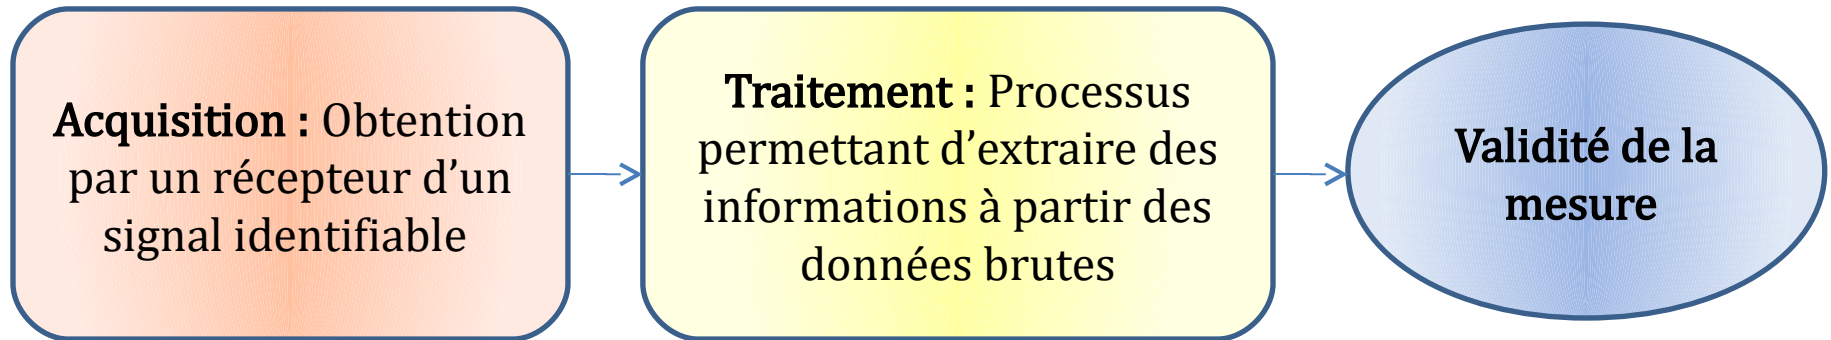 Acquisition : Obtention
par un récepteur d’un
signal identifiable
Traitement : Processus
permettant d’extraire des
informations à partir des
données brutes
Validité de la
mesure